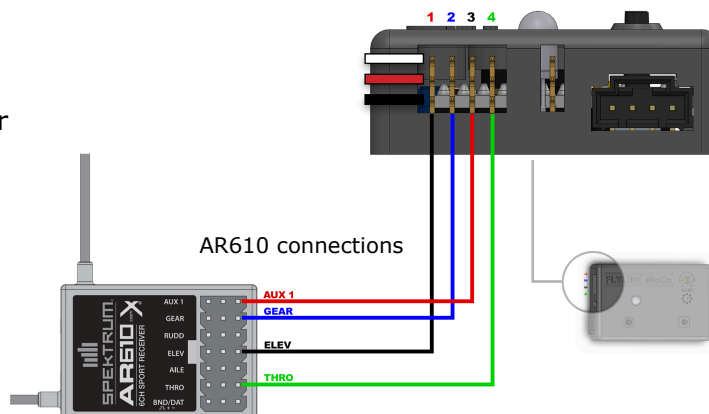 1 2 3 4
r
AR610 connections
AUX 1
GEAR
ELEV
THRO
SPEKTRUM
AR610X
6CH SPORT RECEIVER
AUX 1
GEAR
RUDD
ELEV
AILE
THRO
BND/DAT